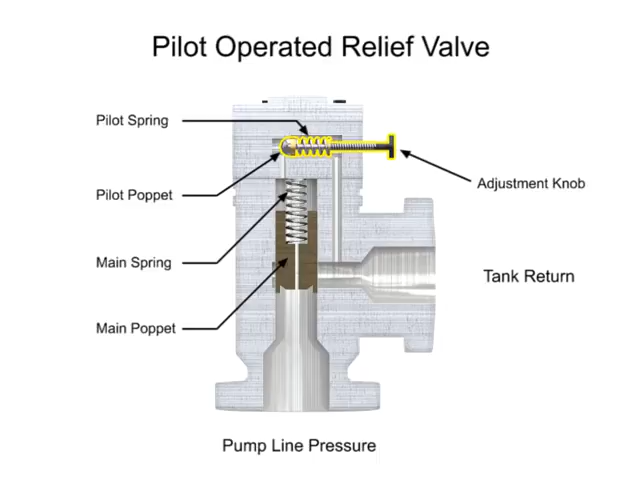 Pilot Operated Relief Valve
Pilot Spring
Pilot Poppet
Adjustment Knob
Main Spring
Tank Return
Main Poppet
Pump Line Pressure